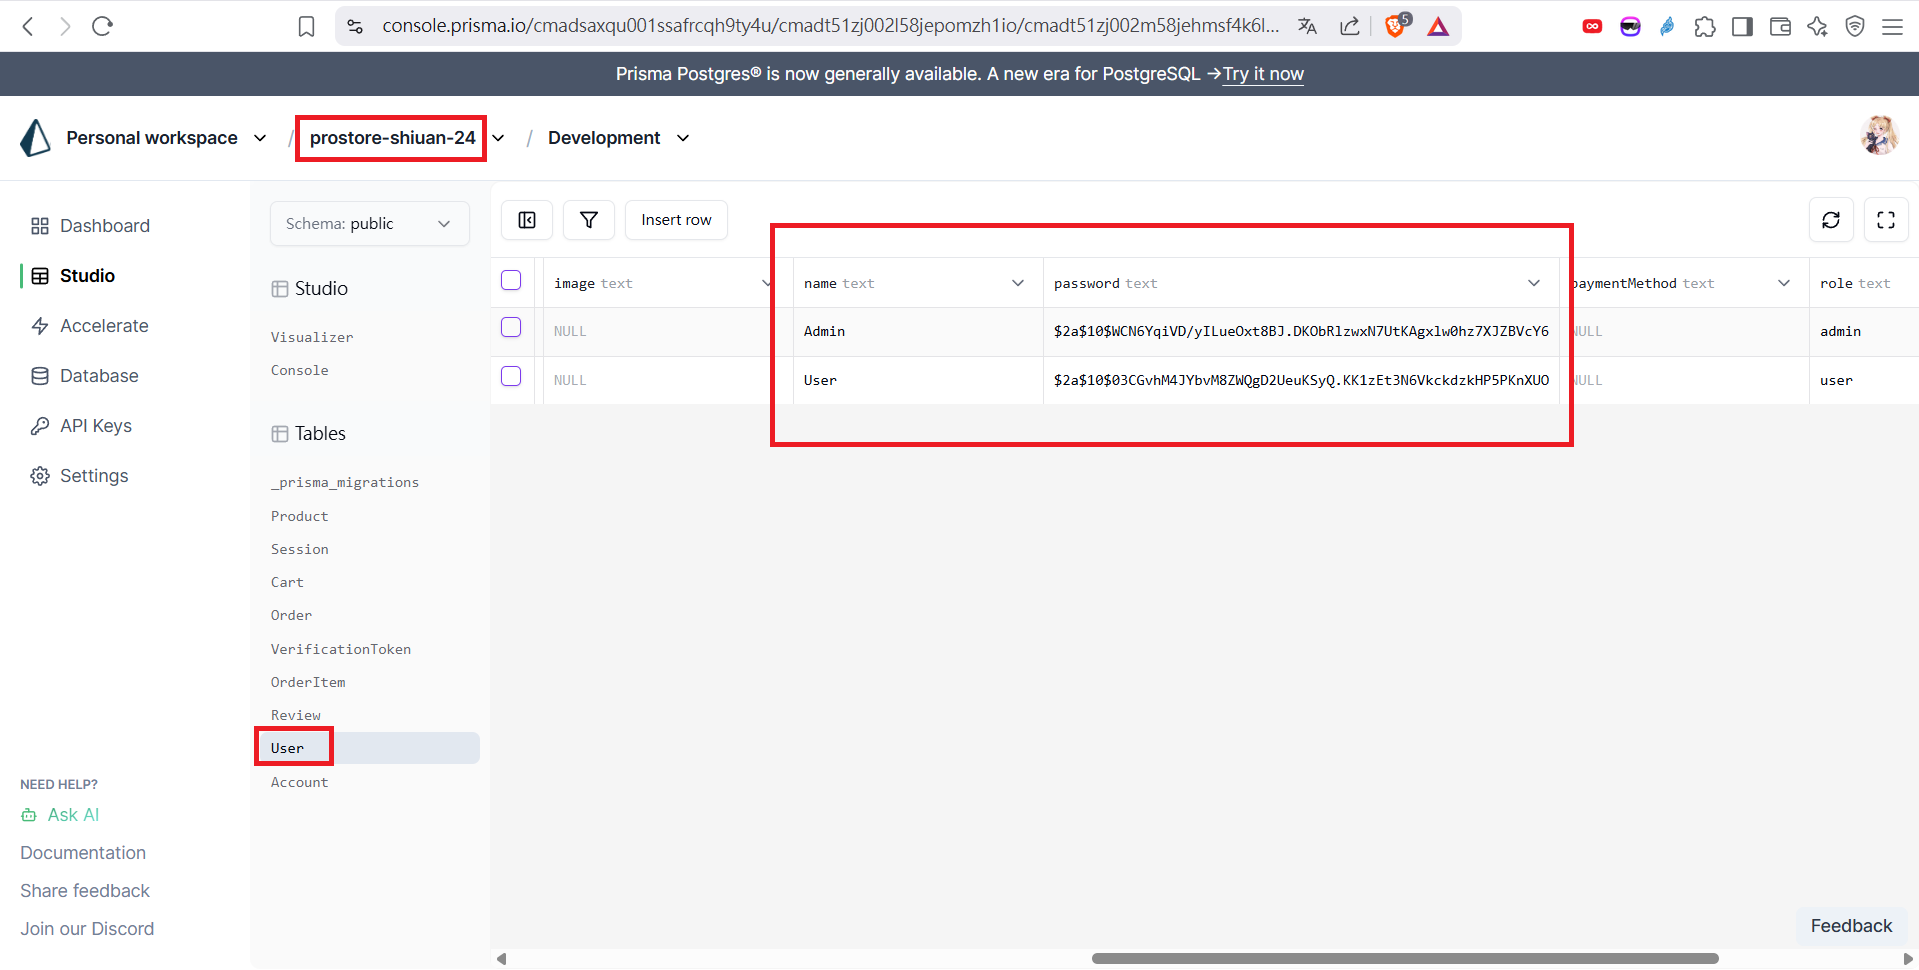 console.prisma.io/cmadsaxqu001ssafrcqh9ty4u/cmadt51zj002l58jepomzh1io/cmadt51zj002m58jehmsf4k6l...
5
Prisma Postgres® is now generally available. A new era for PostgreSQL →Try it now
Personal workspace / prostore-shiuan-24 / Development
Dashboard
Studio
Accelerate
Database
API Keys
Settings
NEED HELP?
Ask AI
Documentation
Share feedback
Join our Discord
Schema: public
Studio
Visualizer
Console
Tables
_prisma_migrations
Product
Session
Cart
Order
VerificationToken
OrderItem
Review
User
Account
Insert row
image text name text password text paymentMethod text role text
NULL Admin $2a$10$WCN6YqiVD/yILueOxt8BJ.DKObRlzwxN7UtKAgxlw0hz7XJZBVcY6 NULL admin
NULL User $2a$10$03CGvhM4JYbvM8ZWQgD2UeuKSyQ.KK1zEt3N6VkckdzkHP5PKnXUO NULL user
Feedback